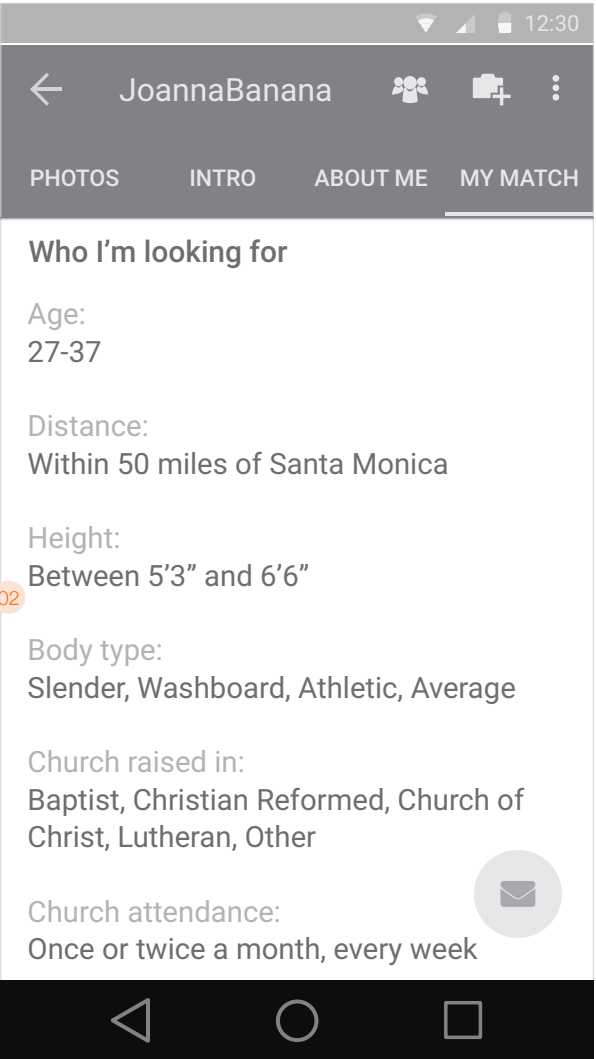 12:30
JoannaBanana
PHOTOS INTRO ABOUT ME MY MATCH
Who I’m looking for
Age:
27-37
Distance:
Within 50 miles of Santa Monica
Height:
Between 5’3” and 6’6”
02
Body type:
Slender, Washboard, Athletic, Average
Church raised in:
Baptist, Christian Reformed, Church of
Christ, Lutheran, Other
Church attendance:
Once or twice a month, every week